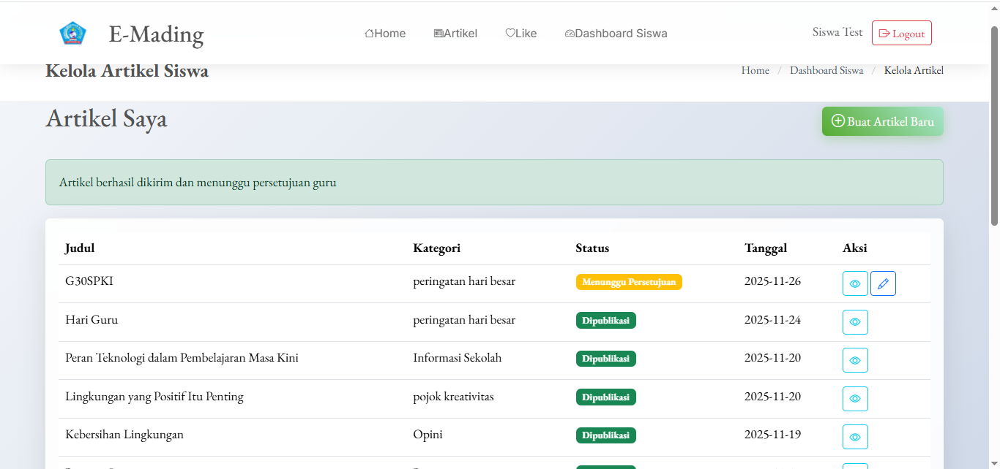 E-Mading
Home Artikel Like Dashboard Siswa
Siswa Test Logout
Kelola Artikel Siswa
Home / Dashboard Siswa / Kelola Artikel
Artikel Saya
Buat Artikel Baru
Artikel berhasil dikirim dan menunggu persetujuan guru
Judul Kategori Status Tanggal Aksi
G30SPKI peringatan hari besar Menunggu Persetujuan 2025-11-26
Hari Guru peringatan hari besar Dipublikasi 2025-11-24
Peran Teknologi dalam Pembelajaran Masa Kini Informasi Sekolah Dipublikasi 2025-11-20
Lingkungan yang Positif Itu Penting pojok kreativitas Dipublikasi 2025-11-20
Kebersihan Lingkungan Opini Dipublikasi 2025-11-19